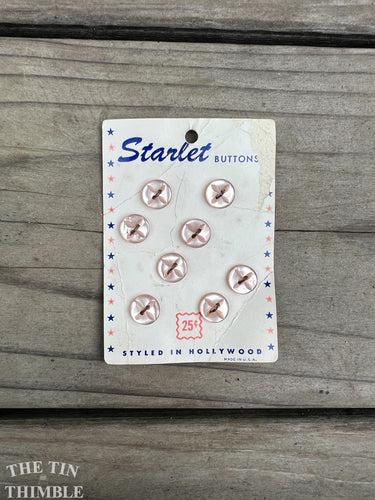 Starlet BUTTONS
25¢
STYLED IN HOLLYWOOD
MADE IN U.S.A.
THE TIN
THIMBLE